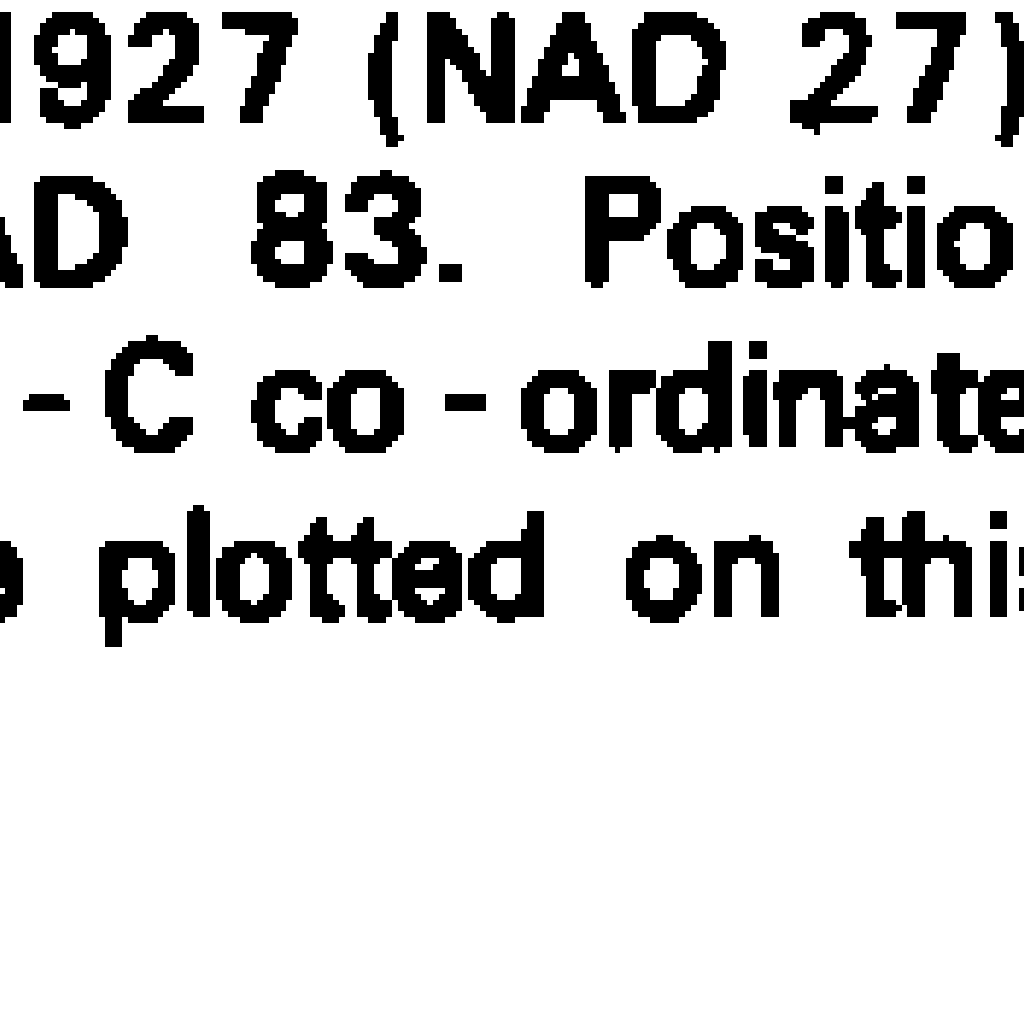 1927 (NAD 27)
AD 83. Positio
- C co - ordinate
plotted on this